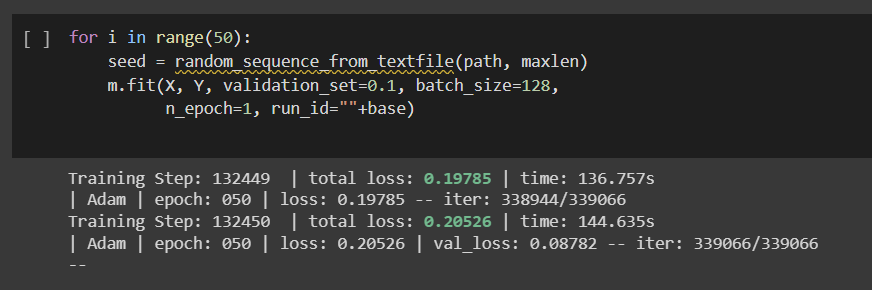 [ ] for i in range(50):
seed = random_sequence_from_textfile(path, maxlen)
m.fit(X, Y, validation_set=0.1, batch_size=128,
n_epoch=1, run_id=""+base)
Training Step: 132449 | total loss: 0.19785 | time: 136.757s
| Adam | epoch: 050 | loss: 0.19785 -- iter: 338944/339066
Training Step: 132450 | total loss: 0.20526 | time: 144.635s
| Adam | epoch: 050 | loss: 0.20526 | val_loss: 0.08782 -- iter: 339066/339066
--